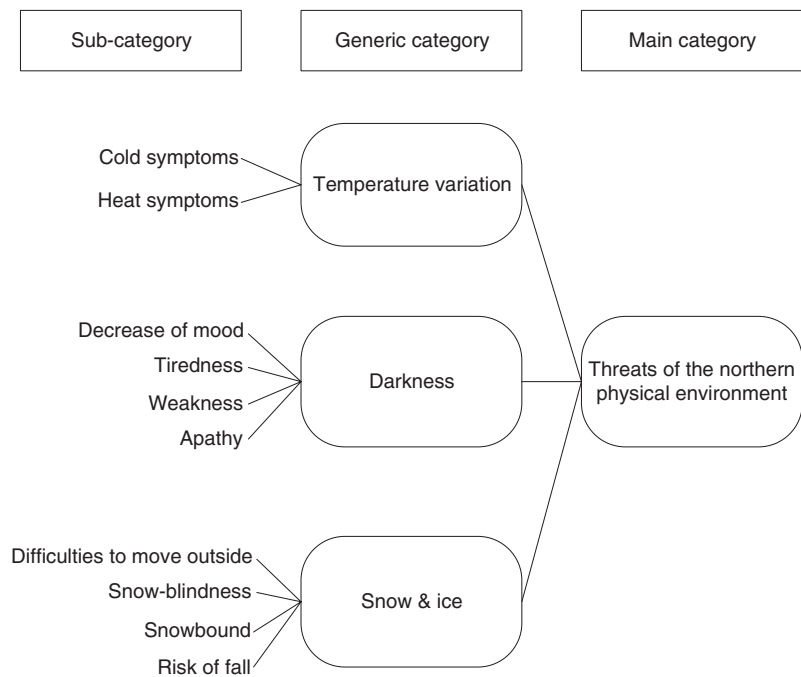 Sub-category
Generic category
Main category
Cold symptoms
Heat symptoms
Temperature variation
Decrease of mood
Tiredness
Weakness
Apathy
Darkness
Threats of the northern
physical environment
Difficulties to move outside
Snow-blindness
Snowbound
Risk of fall
Snow & ice